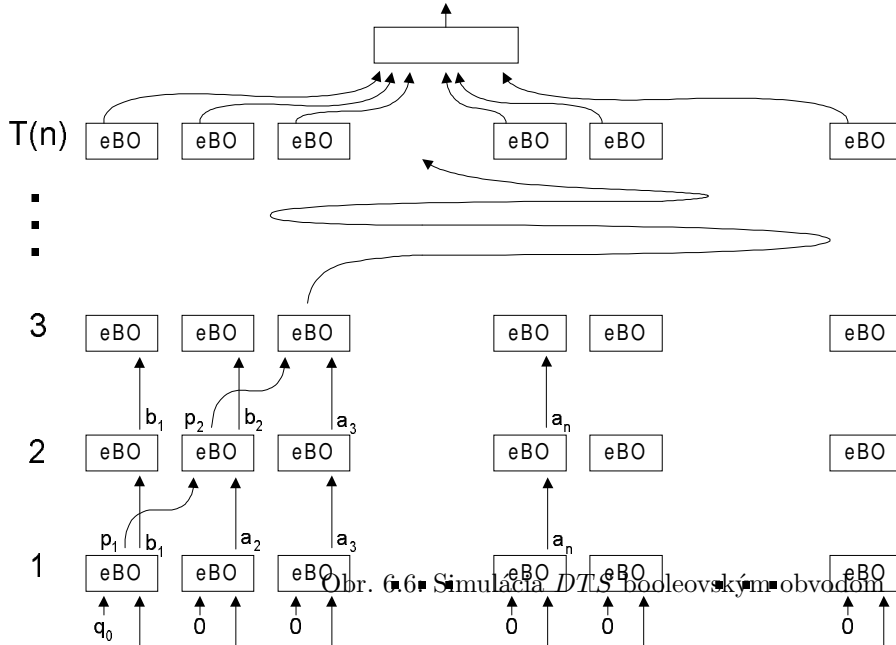 T(n) eBO eBO eBO eBO eBO eBO
3 eBO eBO eBO eBO eBO eBO
b₁ p₂ b₂ a₃ aₙ
2 eBO eBO eBO eBO eBO eBO
p₁ b₁ a₂ a₃ aₙ
1 eBO eBO eBO eBO eBO eBO
Obr. 6.6: Simulácia DTS booleovským obvodom
q₀ 0 0 0 0 0